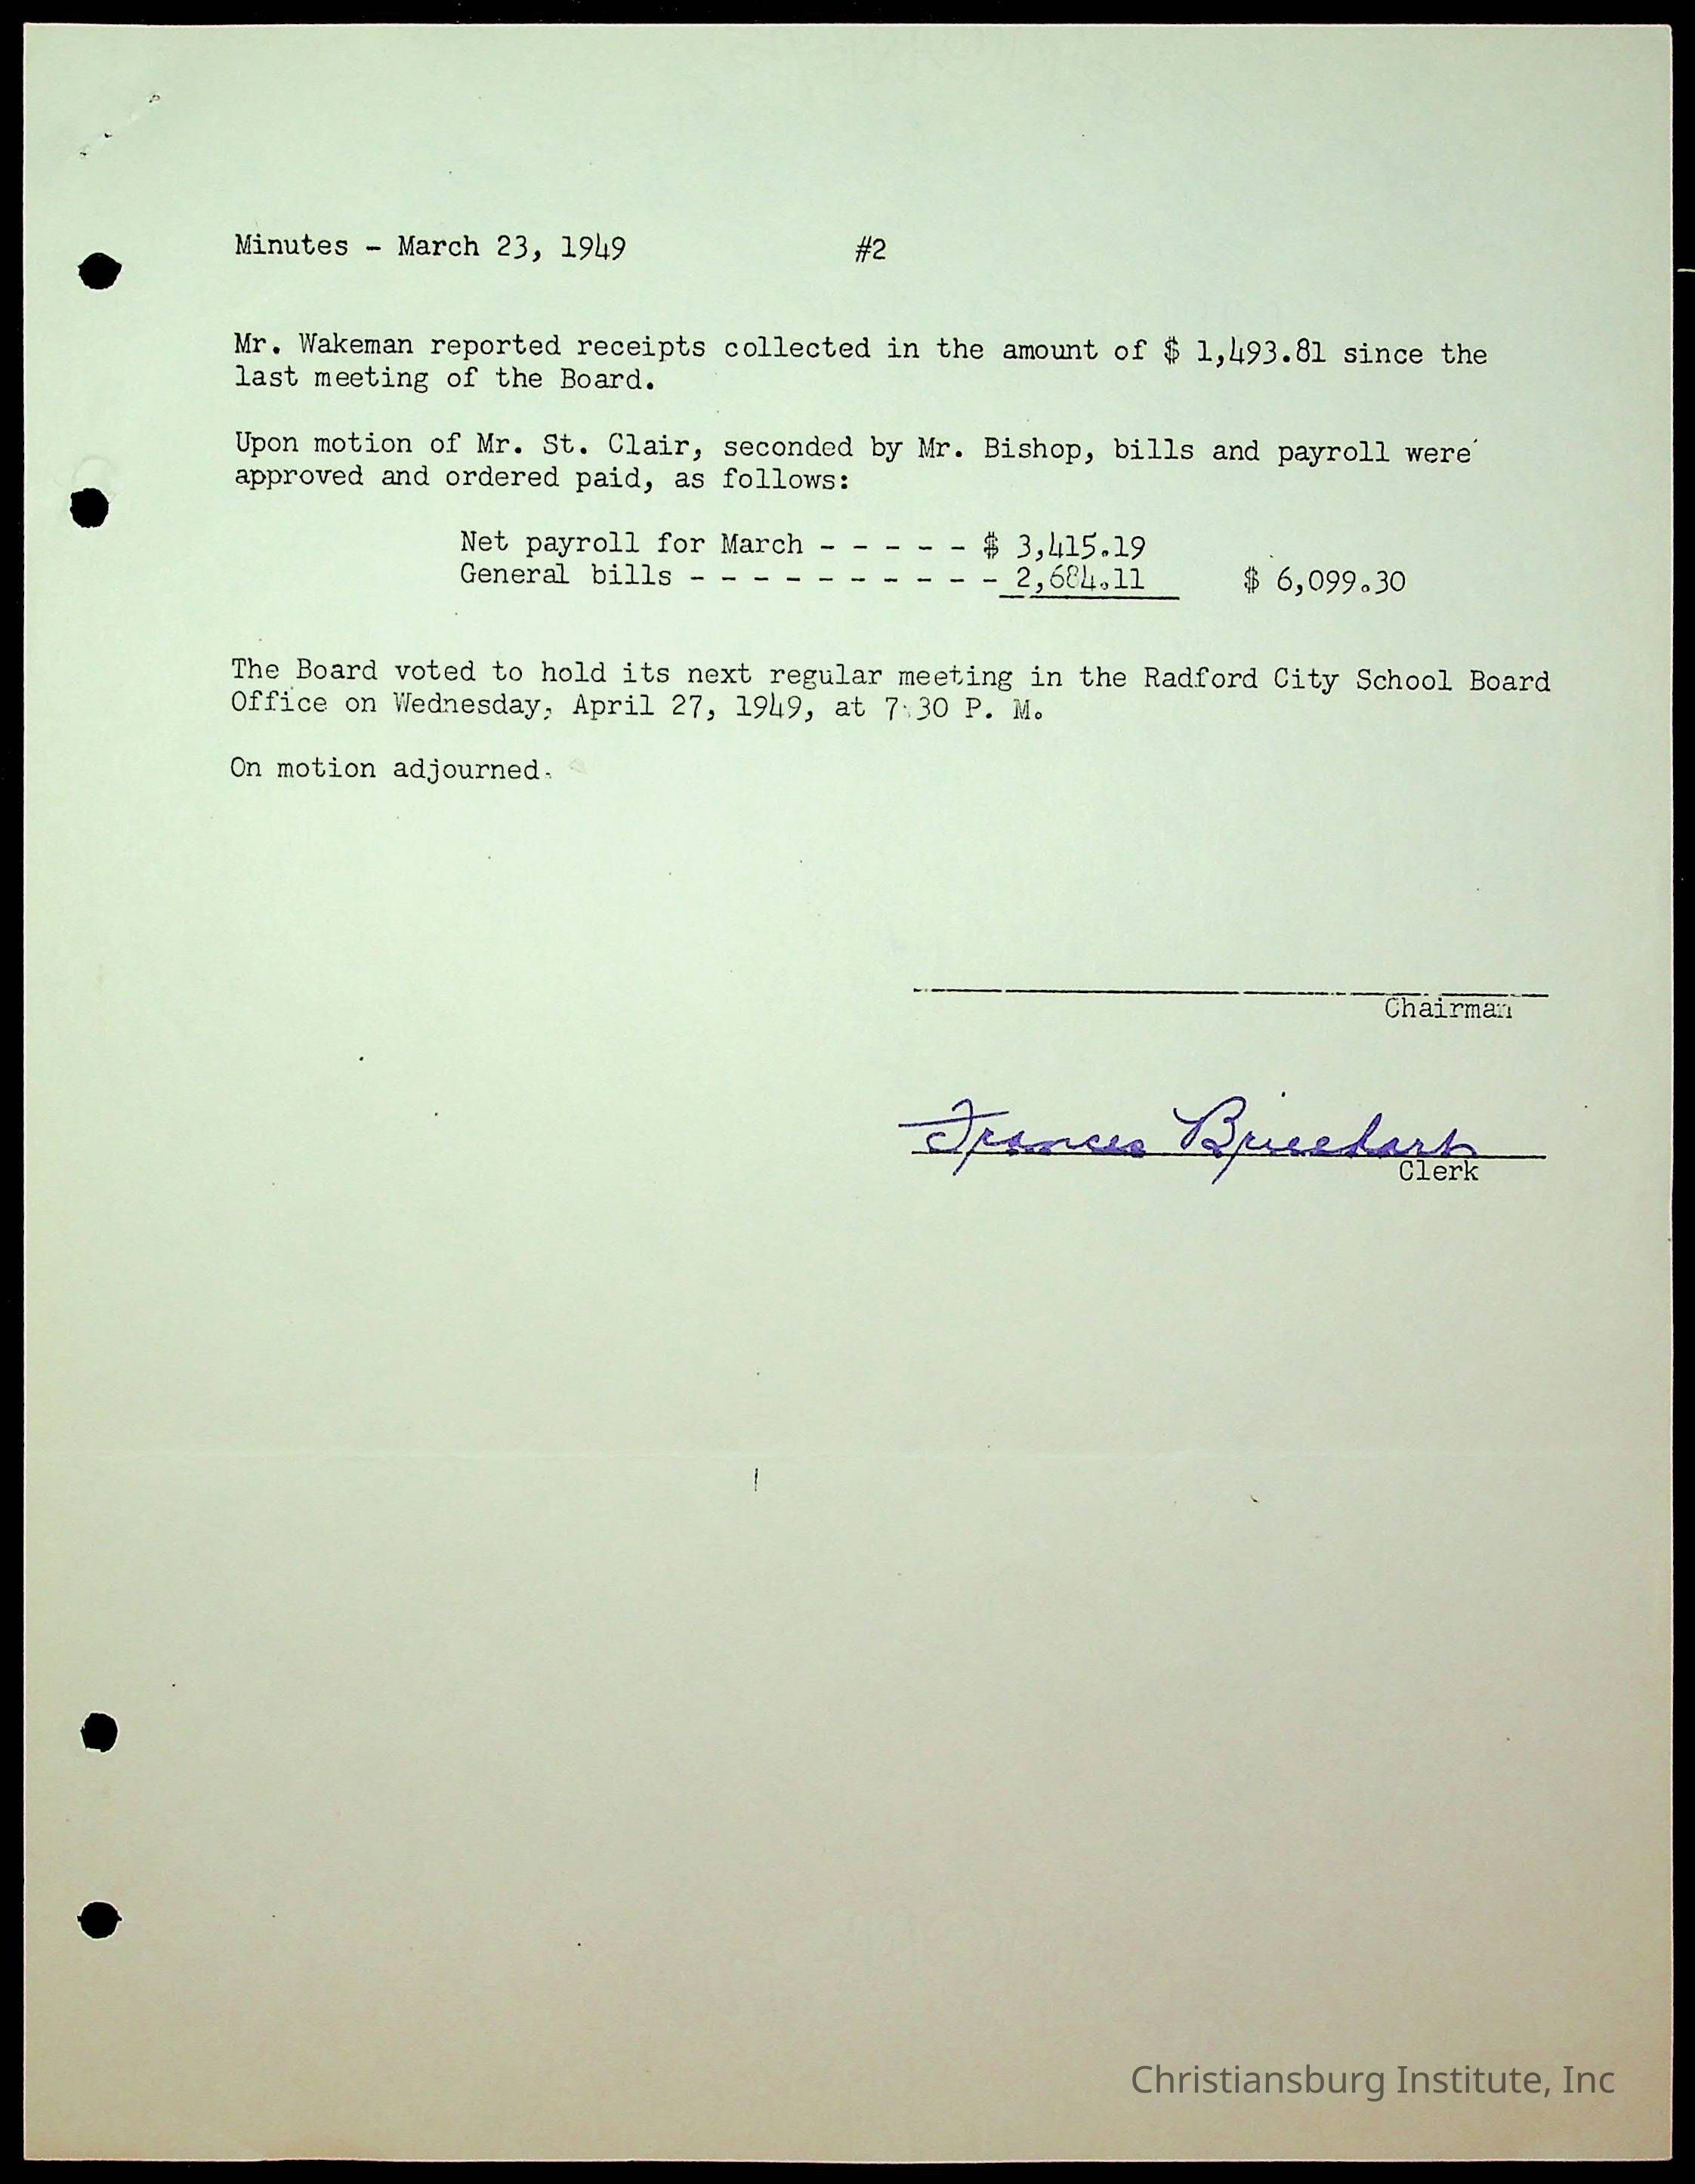 Minutes - March 23, 1949 #2
Mr. Wakeman reported receipts collected in the amount of $ 1,493.81 since the
last meeting of the Board.
Upon motion of Mr. St. Clair, seconded by Mr. Bishop, bills and payroll were
approved and ordered paid, as follows:
Net payroll for March - - - - - $ 3,415.19
General bills - - - - - - - - - - 2,684.11 $ 6,099.30
The Board voted to hold its next regular meeting in the Radford City School Board
Office on Wednesday, April 27, 1949, at 7:30 P. M.
On motion adjourned.
Chairman
Frances
Clerk
Christiansburg Institute, Inc